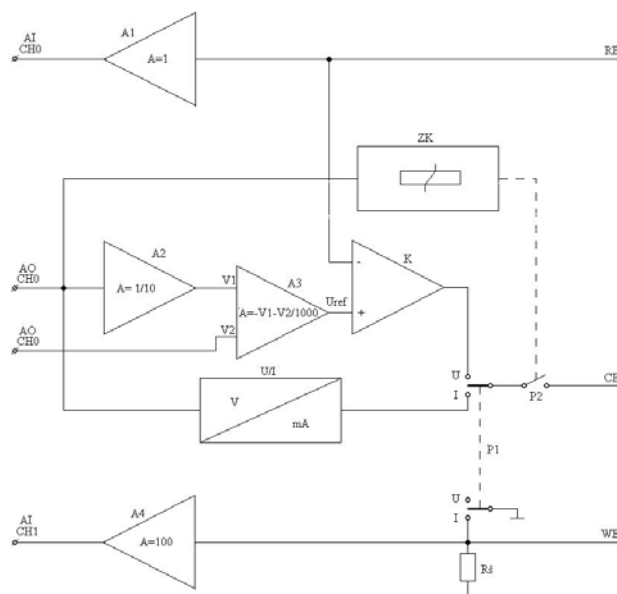 AI
CH0
A1
A=1
RE
ZK
AO
CH0
A2
A= 1/10
V1
A3
A=-V1-V2/1000
Uref
-
+
K
AO
CH0
V2
U/I
V
mA
U
I
P2
CE
P1
U
I
AI
CH1
A4
A=100
WE
Rs